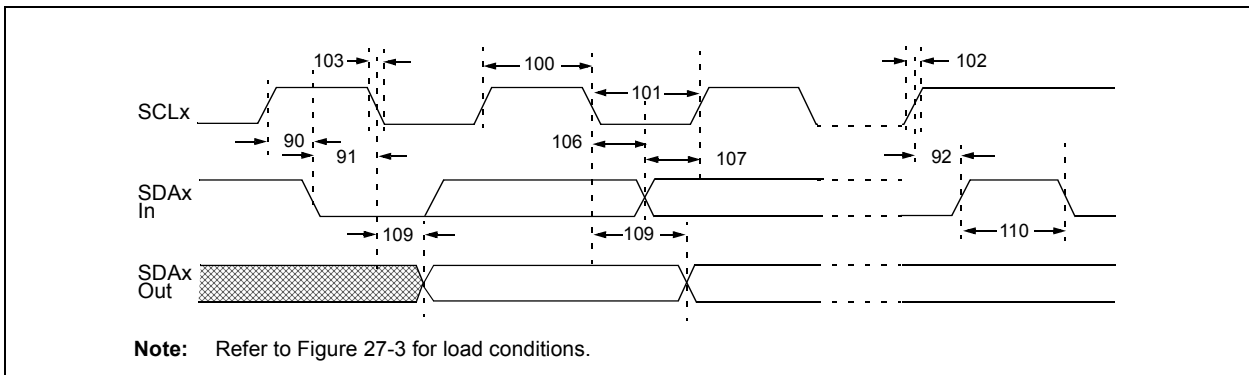 103 100 101 102
SCLx
90 91 106 107 92
SDAx
In
109 109 110
SDAx
Out
Note: Refer to Figure 27-3 for load conditions.